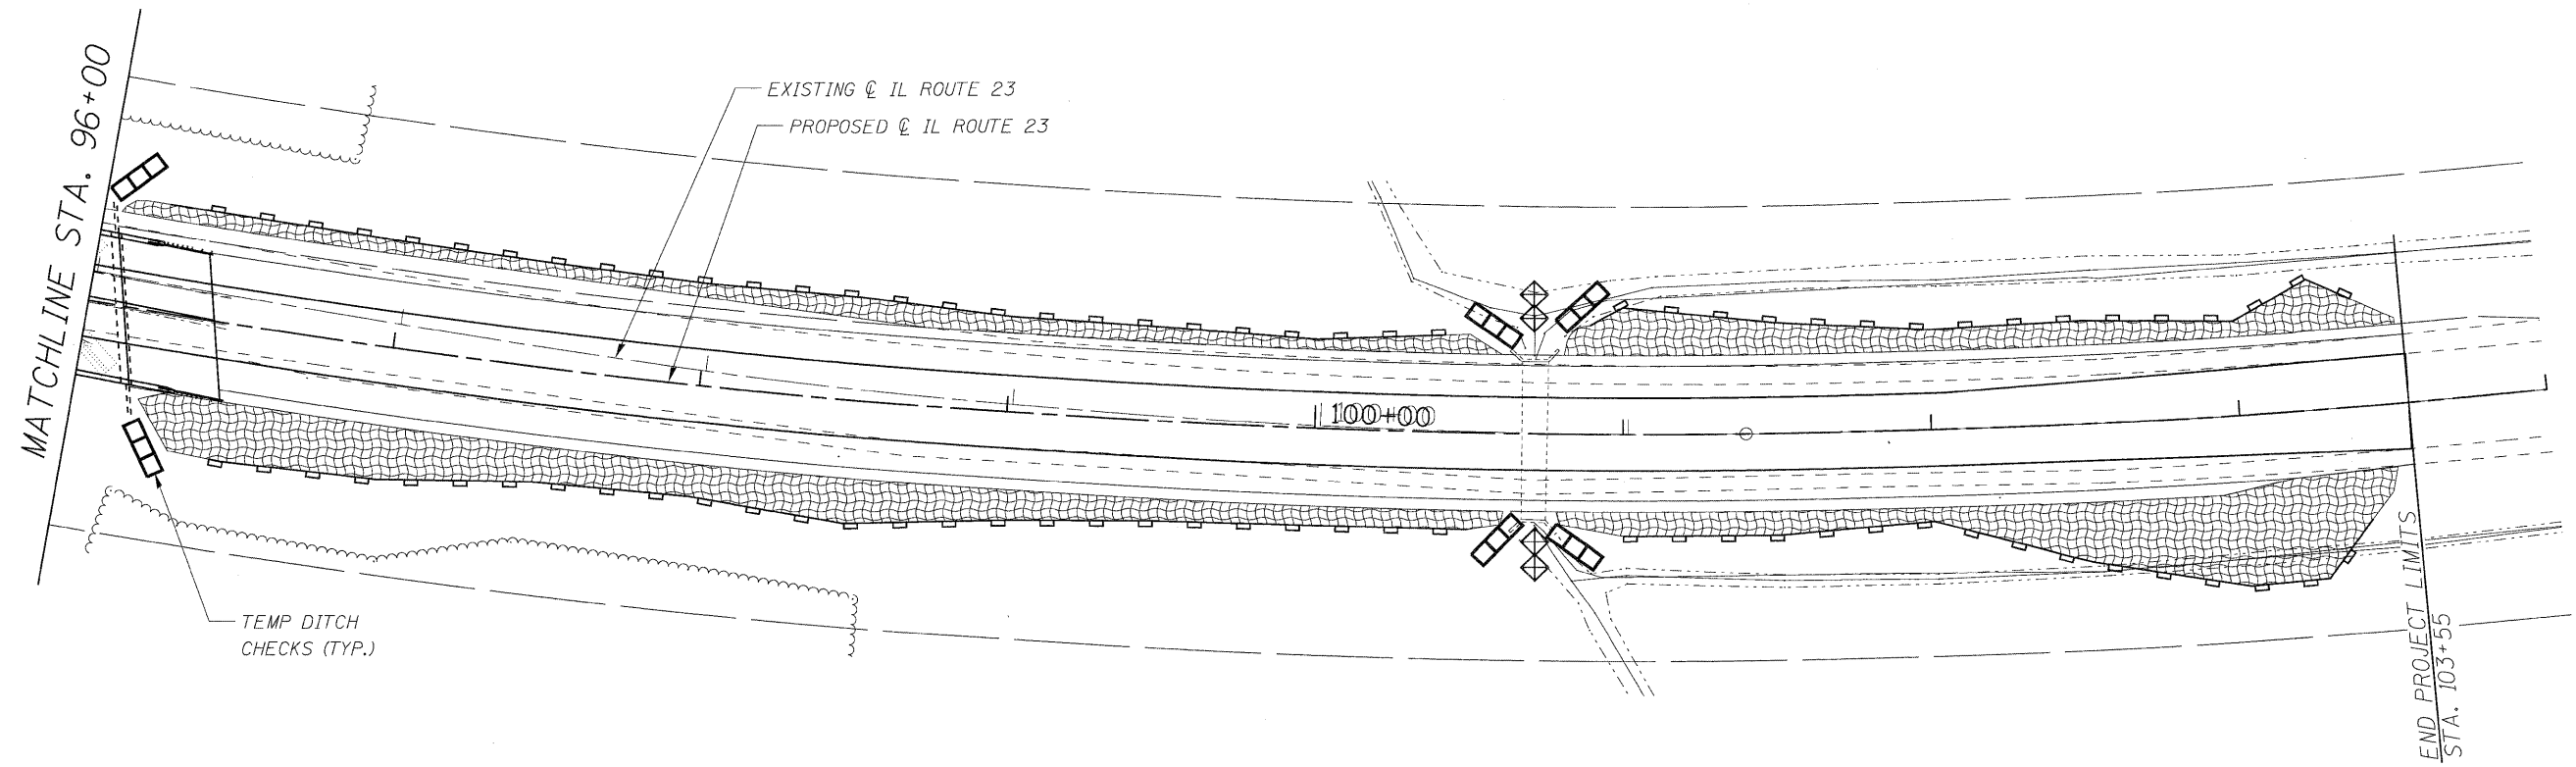 MATCHLINE STA. 96+00
EXISTING ℄ IL ROUTE 23
PROPOSED ℄ IL ROUTE 23
100+00
TEMP DITCH
CHECKS (TYP.)
END PROJECT LIMITS
STA. 103+55